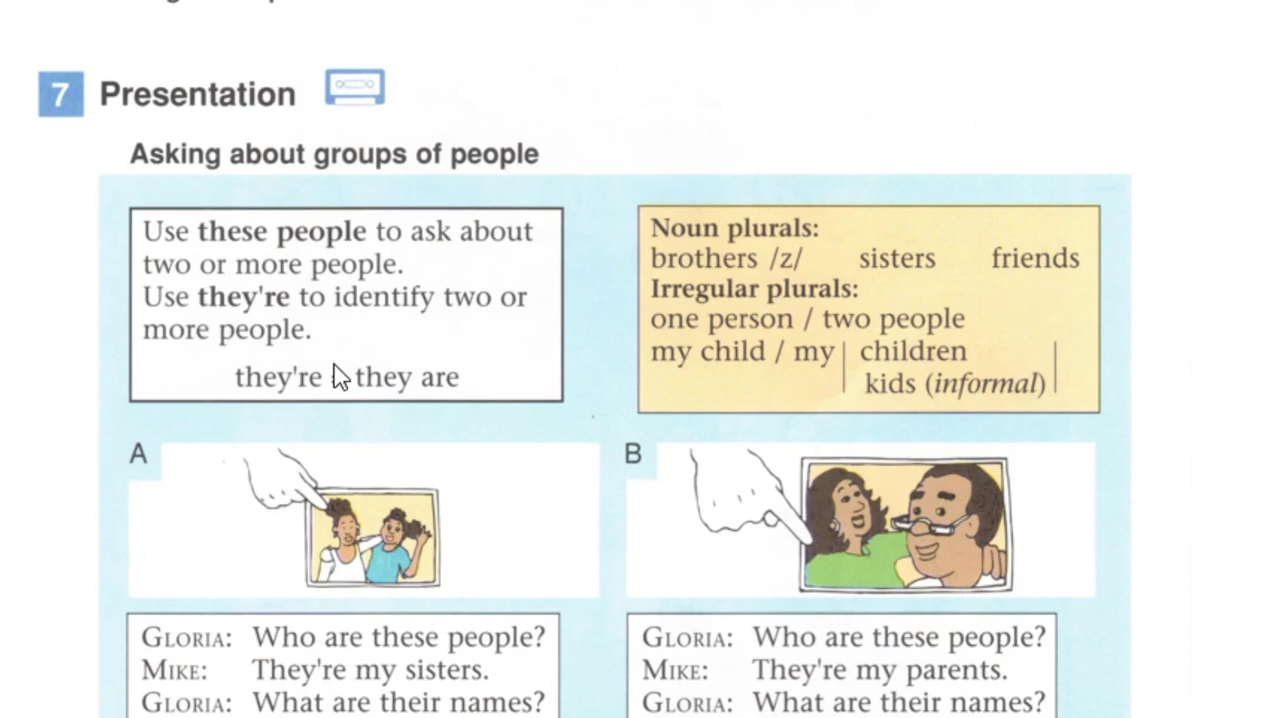 7 Presentation
Asking about groups of people
Use these people to ask about
two or more people.
Use they're to identify two or
more people.
they're they are
Noun plurals:
brothers /z/ sisters friends
Irregular plurals:
one person / two people
my child / my | children
kids (informal) |
A
GLORIA: Who are these people?
MIKE: They're my sisters.
GLORIA: What are their names?
B
GLORIA: Who are these people?
MIKE: They're my parents.
GLORIA: What are their names?